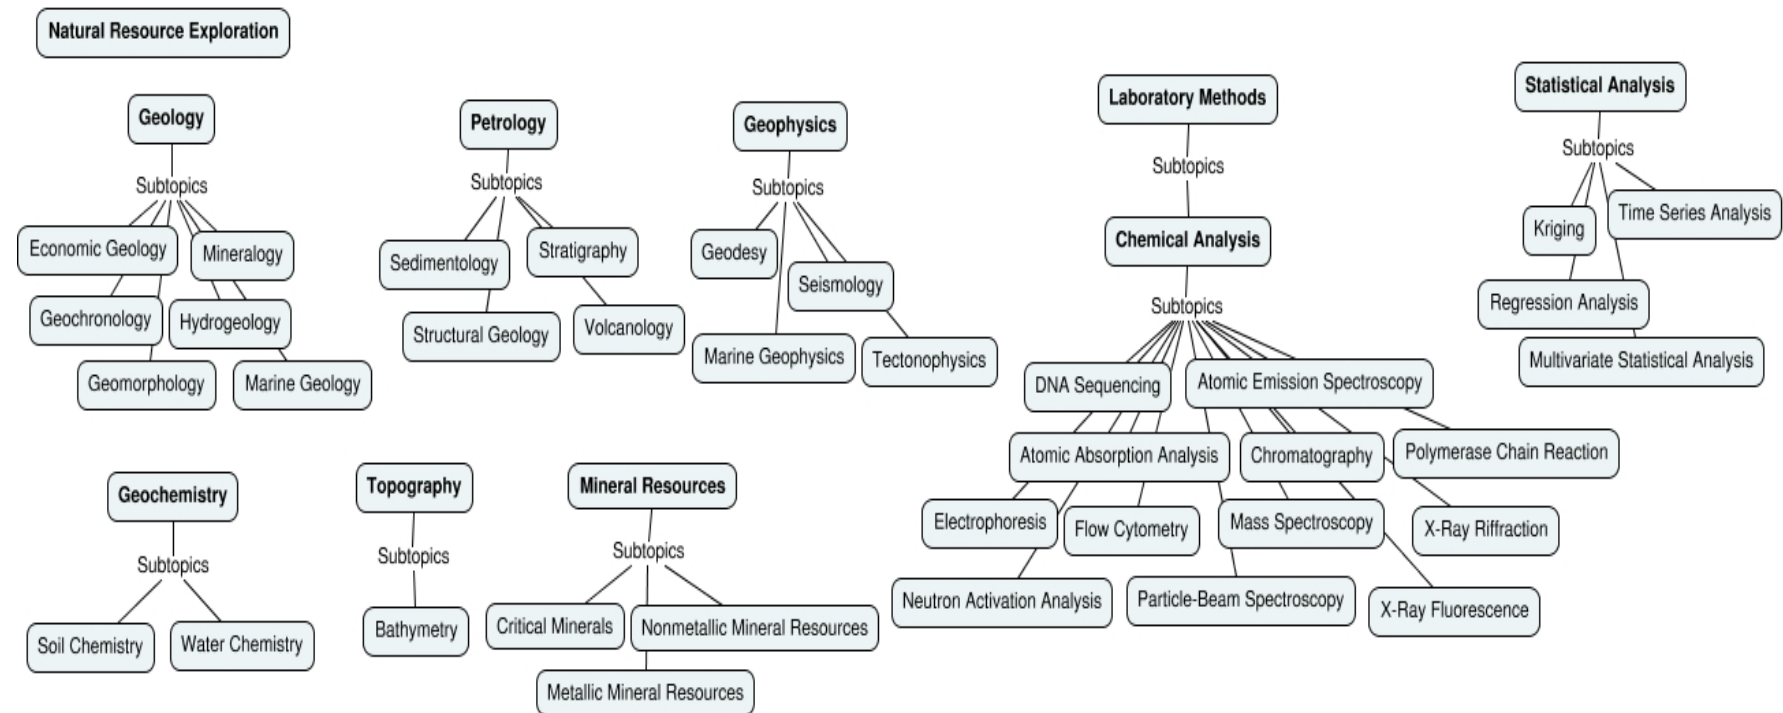 Natural Resource Exploration
Geology
Subtopics
Economic Geology
Mineralogy
Geochronology
Hydrogeology
Geomorphology
Marine Geology
Petrology
Subtopics
Sedimentology
Stratigraphy
Structural Geology
Volcanology
Geophysics
Subtopics
Geodesy
Seismology
Marine Geophysics
Tectonophysics
Laboratory Methods
Subtopics
Chemical Analysis
Subtopics
DNA Sequencing
Atomic Emission Spectroscopy
Atomic Absorption Analysis
Chromatography
Polymerase Chain Reaction
Electrophoresis
Flow Cytometry
Mass Spectroscopy
X-Ray Riffraction
Neutron Activation Analysis
Particle-Beam Spectroscopy
X-Ray Fluorescence
Statistical Analysis
Subtopics
Kriging
Time Series Analysis
Regression Analysis
Multivariate Statistical Analysis
Geochemistry
Subtopics
Soil Chemistry
Water Chemistry
Topography
Subtopics
Bathymetry
Mineral Resources
Subtopics
Critical Minerals
Nonmetallic Mineral Resources
Metallic Mineral Resources